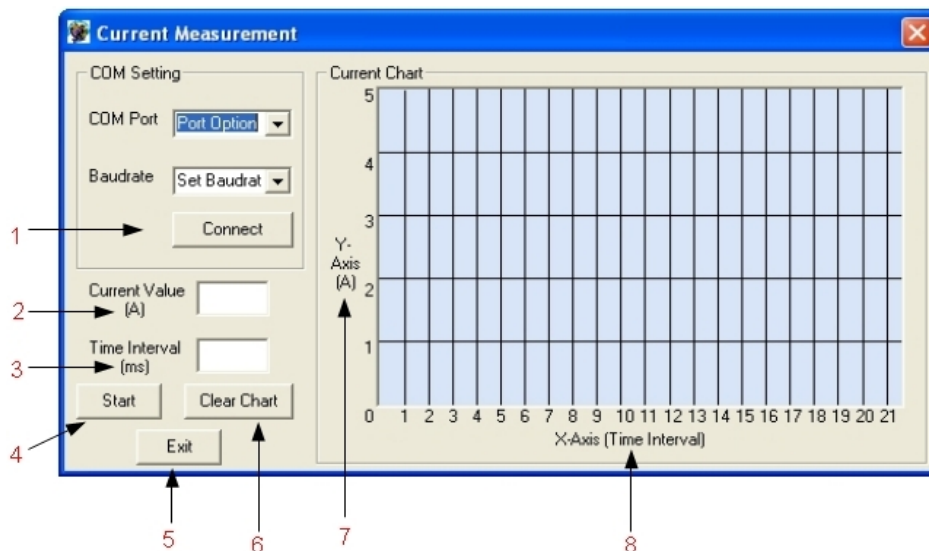 Current Measurement
COM Setting
COM Port
Port Option
Baudrate
Set Baudrat
Connect
1
Current Value
(A)
2
Time Interval
(ms)
3
Start
Clear Chart
4
Exit
5
6
Current Chart
5
4
3
2
1
0
Y-
Axis
(A)
7
1 2 3 4 5 6 7 8 9 10 11 12 13 14 15 16 17 18 19 20 21
X-Axis (Time Interval)
8